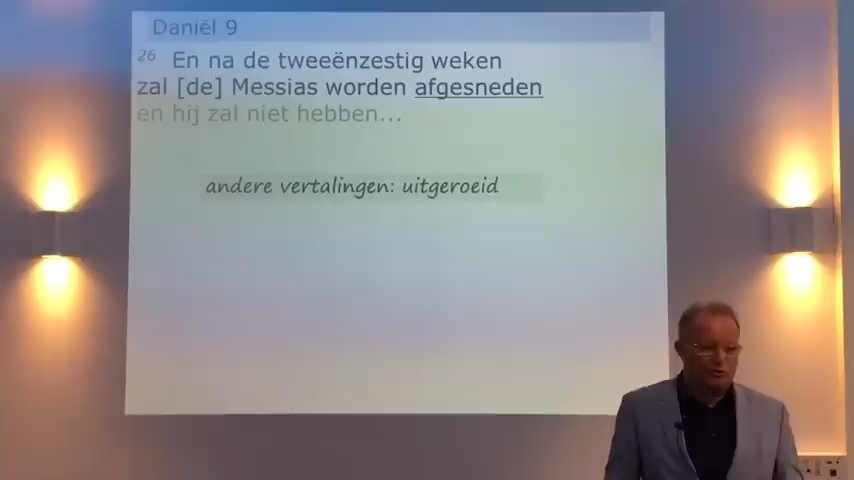 Daniël 9
26 En na de tweeënzestig weken
zal [de] Messias worden afgesneden
en hij zal niet hebben...
andere vertalingen: uitgeroeid